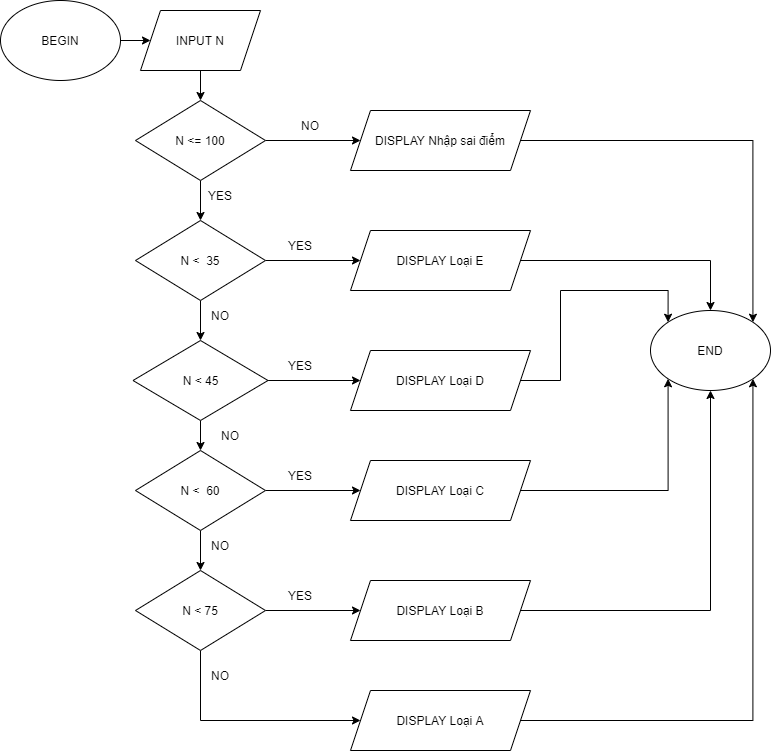 BEGIN
INPUT N
N <= 100
NO
DISPLAY Nhập sai điểm
YES
N < 35
YES
DISPLAY Loại E
NO
END
N < 45
YES
DISPLAY Loại D
NO
N < 60
YES
DISPLAY Loại C
NO
N < 75
YES
DISPLAY Loại B
NO
DISPLAY Loại A